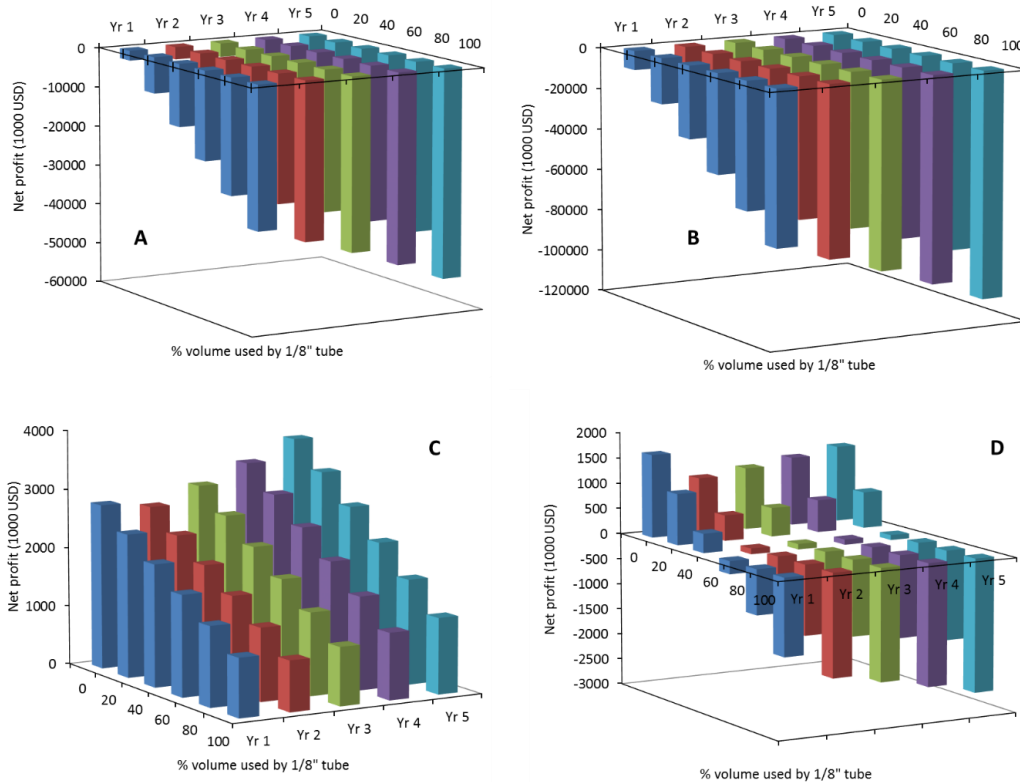 Yr 1 Yr 2 Yr 3 Yr 4 Yr 5
0 20 40 60 80 100
0
-10000
-20000
-30000
-40000
-50000
-60000
Net profit (1000 USD)
A
% volume used by 1/8" tube
Yr 1 Yr 2 Yr 3 Yr 4 Yr 5
0 20 40 60 80 100
0
-20000
-40000
-60000
-80000
-100000
-120000
Net profit (1000 USD)
B
% volume used by 1/8" tube
4000
3000
2000
1000
0
Net profit (1000 USD)
C
0 20 40 60 80 100
Yr 1 Yr 2 Yr 3 Yr 4 Yr 5
% volume used by 1/8" tube
2000
1500
1000
500
0
-500
-1000
-1500
-2000
-2500
-3000
Net profit (1000 USD)
D
0 20 40 60 80 100
Yr 1 Yr 2 Yr 3 Yr 4 Yr 5
% volume used by 1/8" tube